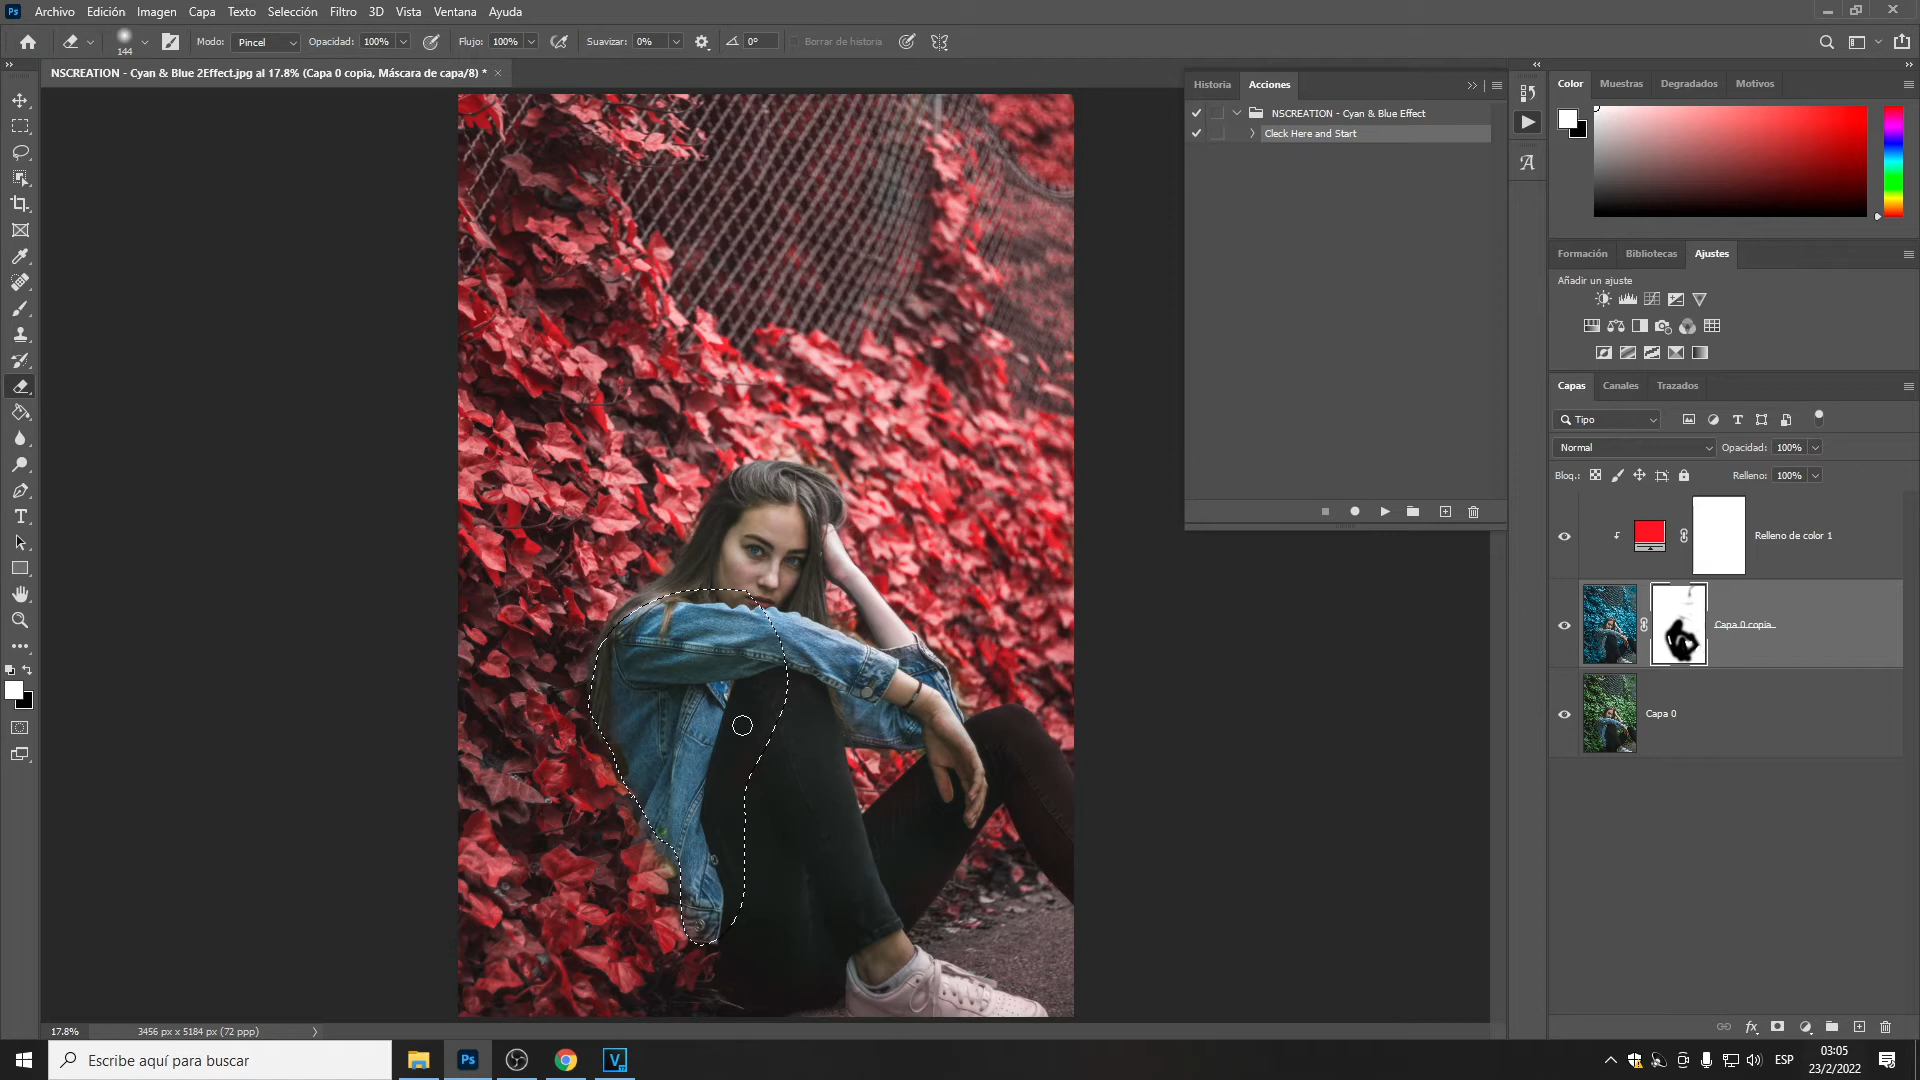 Ps Archivo Edición Imagen Capa Texto Selección Filtro 3D Vista Ventana Ayuda
144 Modo: Pincel Opacidad: 100% Flujo: 100% Suavizar: 0% 0° Borrar de historia
NSCREATION - Cyan & Blue 2Effect.jpg al 17.8% (Capa 0 copia, Máscara de capa/8) * ×
Historia Acciones
NSCREATION - Cyan & Blue Effect
Cleck Here and Start
Color Muestras Degradados Motivos
Formación Bibliotecas Ajustes
Añadir un ajuste
Capas Canales Trazados
Tipo
Normal Opacidad: 100%
Bloq.: Relleno: 100%
Relleno de color 1
Capa 0 copia
Capa 0
17.8% 3456 px x 5184 px (72 ppp)
Escribe aquí para buscar
Ps V ESP
03:05
23/2/2022